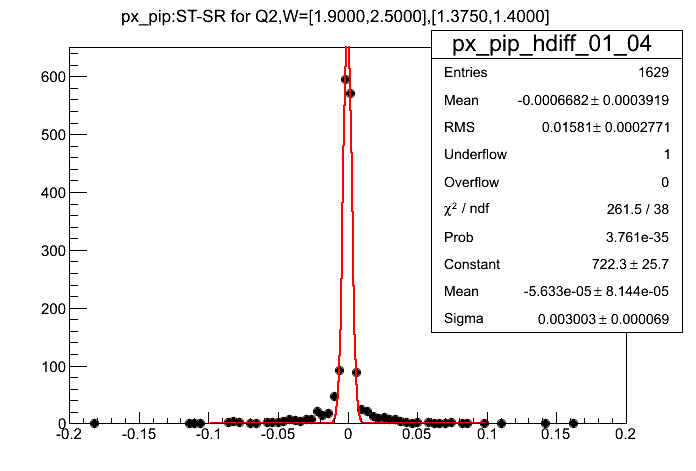 px_pip:ST-SR for Q2,W=[1.9000,2.5000],[1.3750,1.4000]
px_pip_hdiff_01_04
Entries 1629
Mean -0.0006682 ± 0.0003919
RMS 0.01581 ± 0.0002771
Underflow 1
Overflow 0
χ² / ndf 261.5 / 38
Prob 3.761e-35
Constant 722.3 ± 25.7
Mean -5.633e-05 ± 8.144e-05
Sigma 0.003003 ± 0.000069
600
500
400
300
200
100
0
-0.2 -0.15 -0.1 -0.05 0 0.05 0.1 0.15 0.2